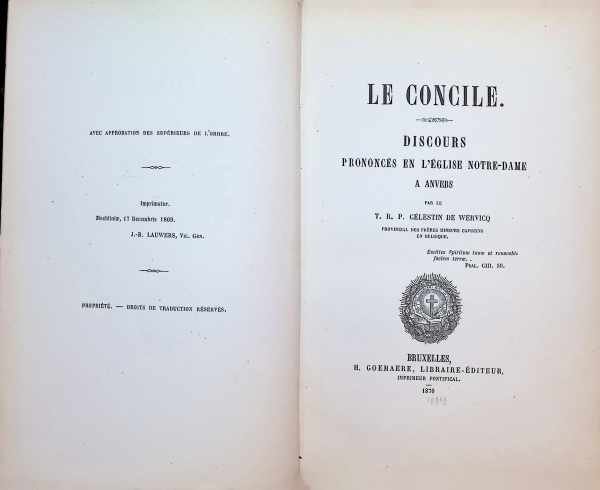 AVEC APPROBATION DES SUPÉRIEURS DE L'ORDRE.
Imprimatur.
Mechliniæ, 17 Decembris 1869.
J.-B. LAUWERS, Vic. Gen.
PROPRIÉTÉ. — DROITS DE TRADUCTION RÉSERVÉS.
LE CONCILE.
DISCOURS
PRONONCÉS EN L'ÉGLISE NOTRE-DAME
A ANVERS
PAR LE
T. R. P. CÉLESTIN DE WERVICQ
PROVINCIAL DES FRÈRES MINEURS CAPUCINS
EN BELGIQUE.
Emittes Spiritum tuum et renovabis
faciem terræ.
PSAL. CIII. 30.
BRUXELLES,
H. GOEMAERE, LIBRAIRE-ÉDITEUR,
IMPRIMEUR PONTIFICAL.
1870